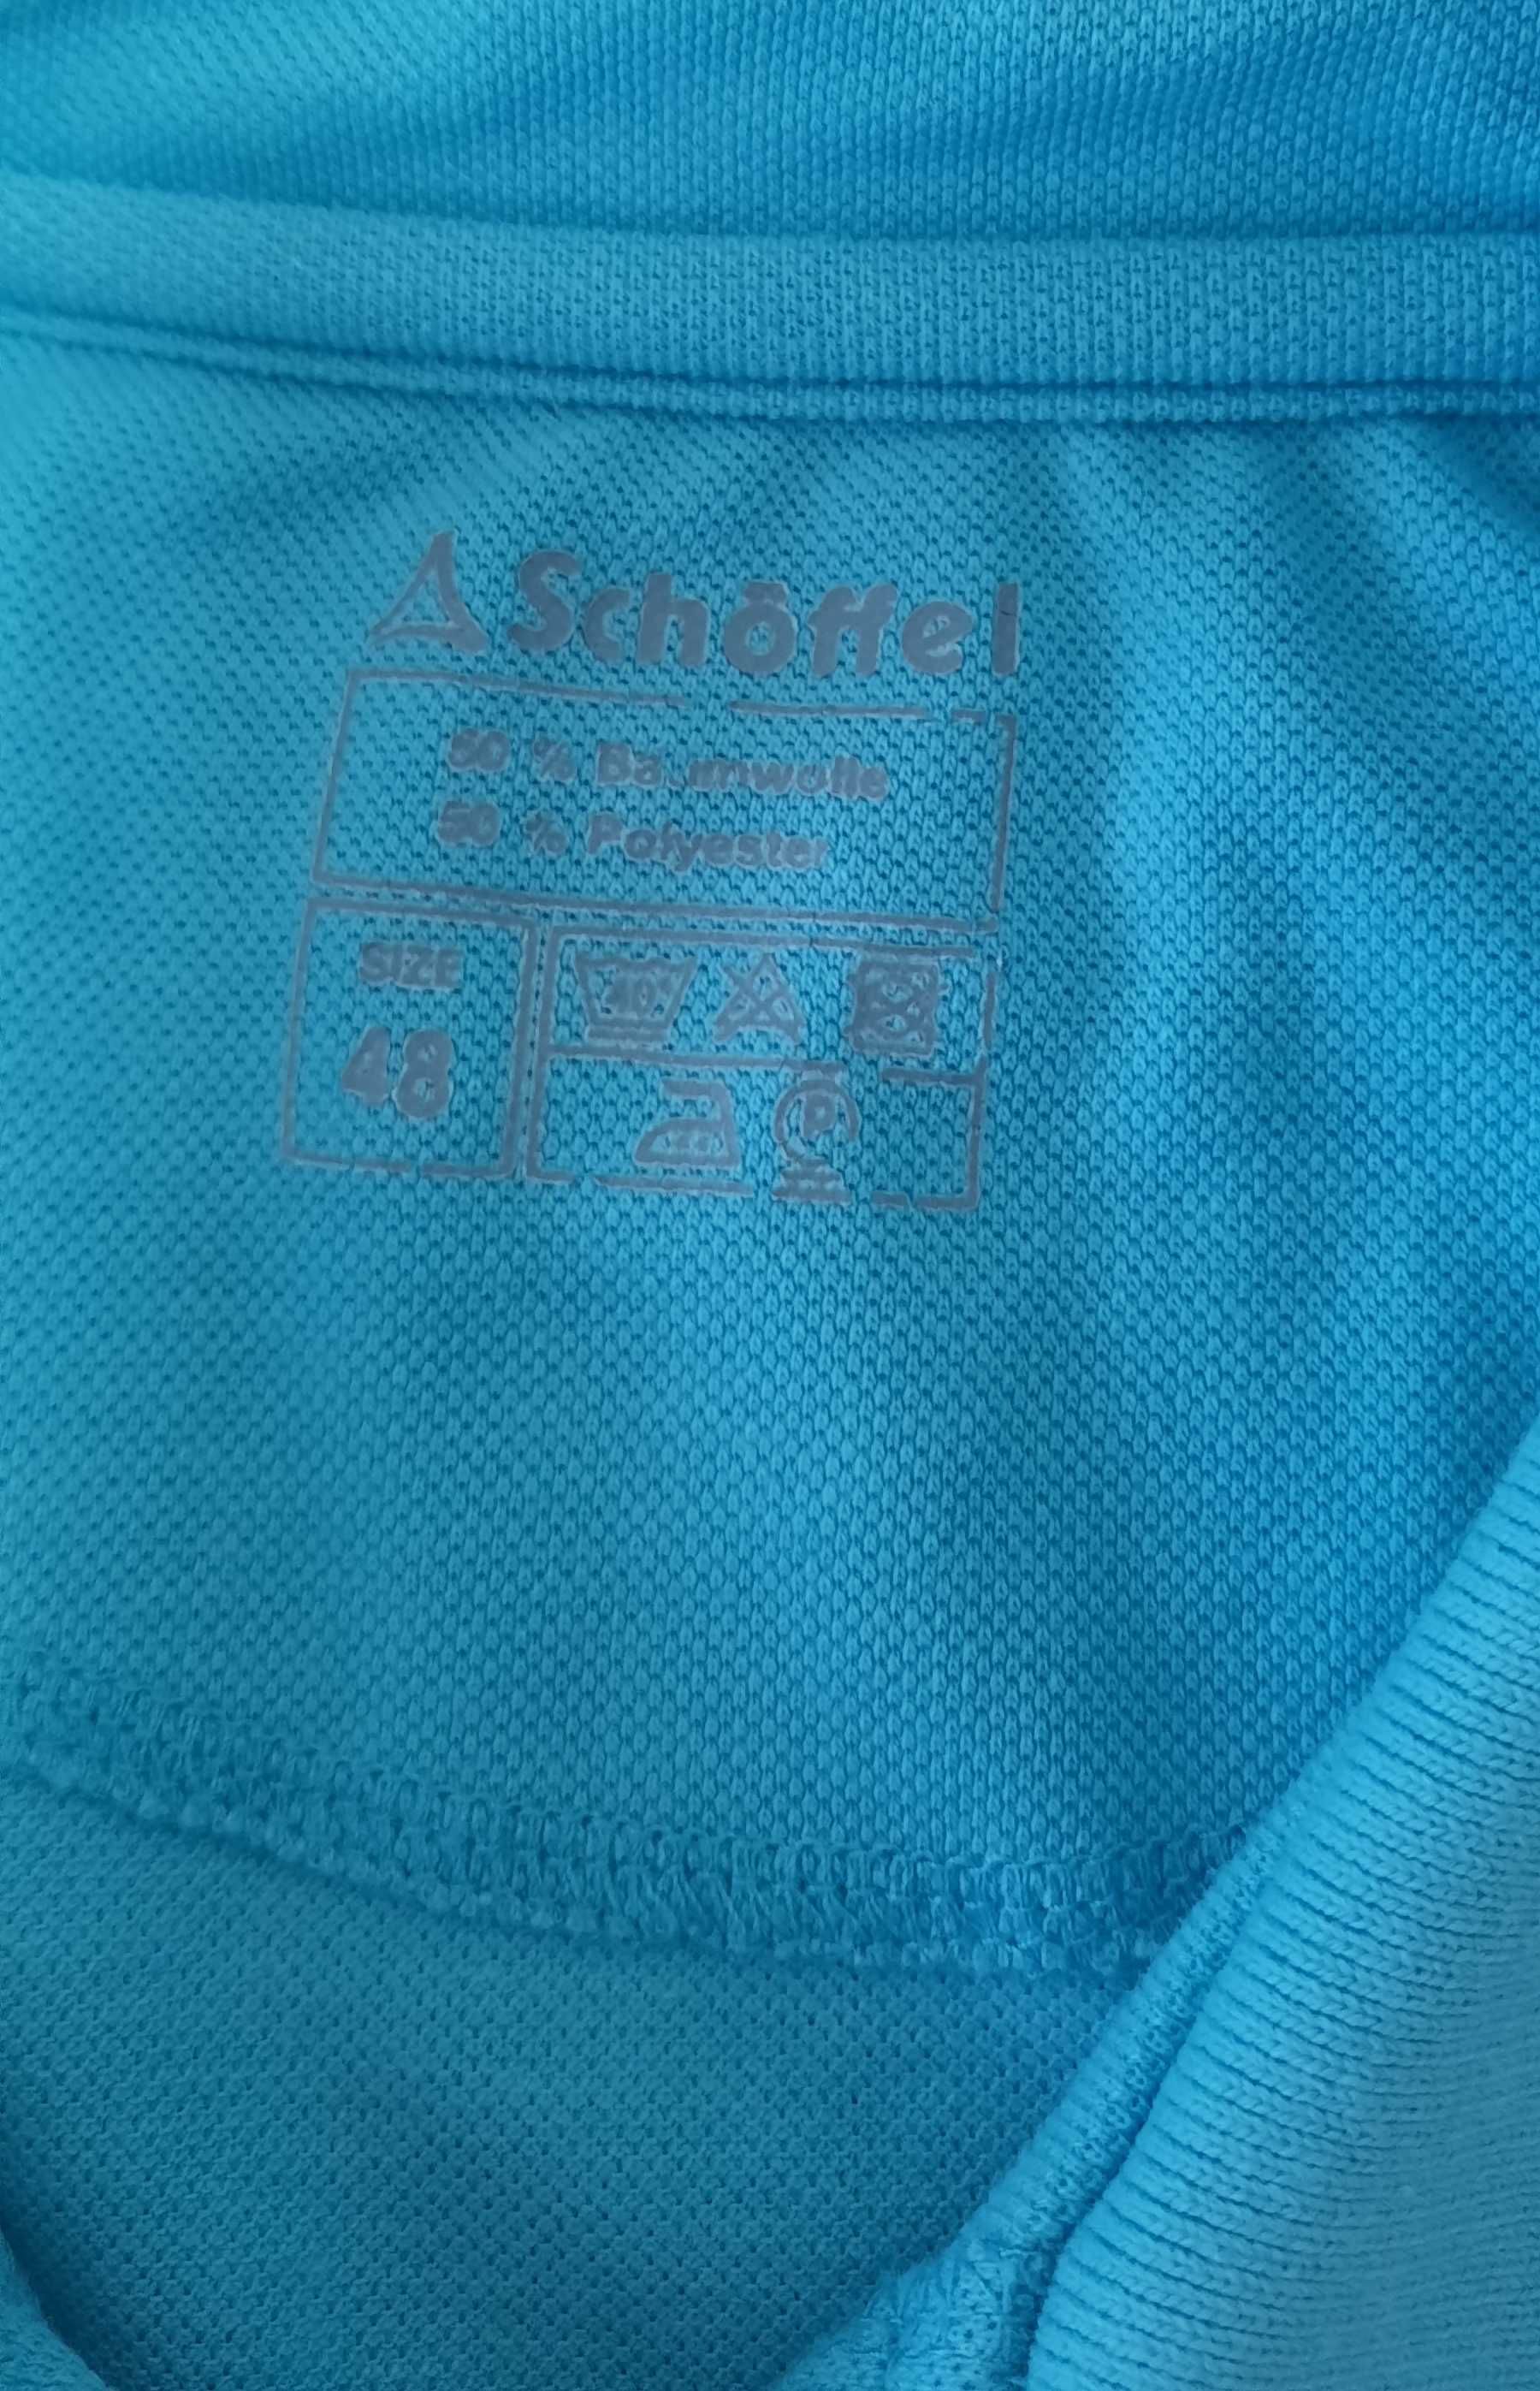 Schöffel
50 % Baumwolle
50 % Polyester
SIZE
48
40°
P